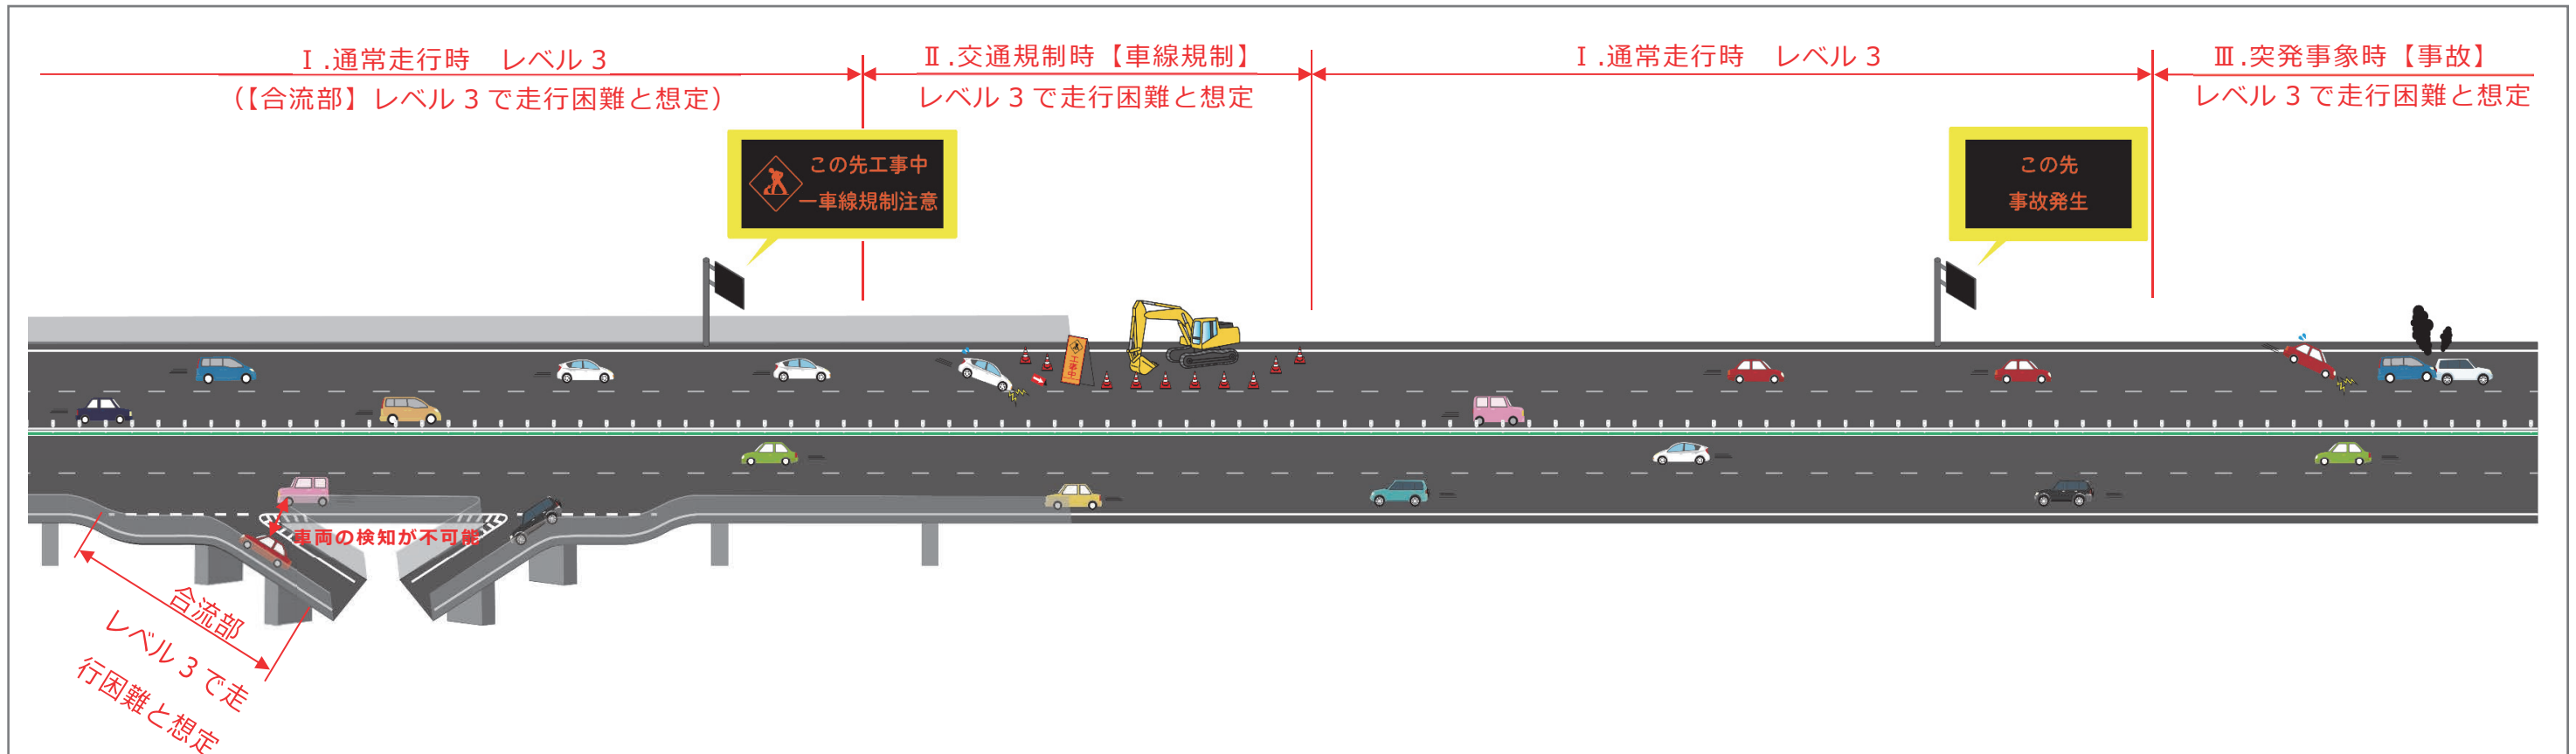 Ⅰ.通常走行時　レベル3
（【合流部】レベル3で走行困難と想定）
Ⅱ.交通規制時【車線規制】
レベル3で走行困難と想定
Ⅰ.通常走行時　レベル3
Ⅲ.突発事象時【事故】
レベル3で走行困難と想定
この先工事中
一車線規制注意
この先
事故発生
工事中
車両の検知が不可能
合流部
レベル3で走
行困難と想定